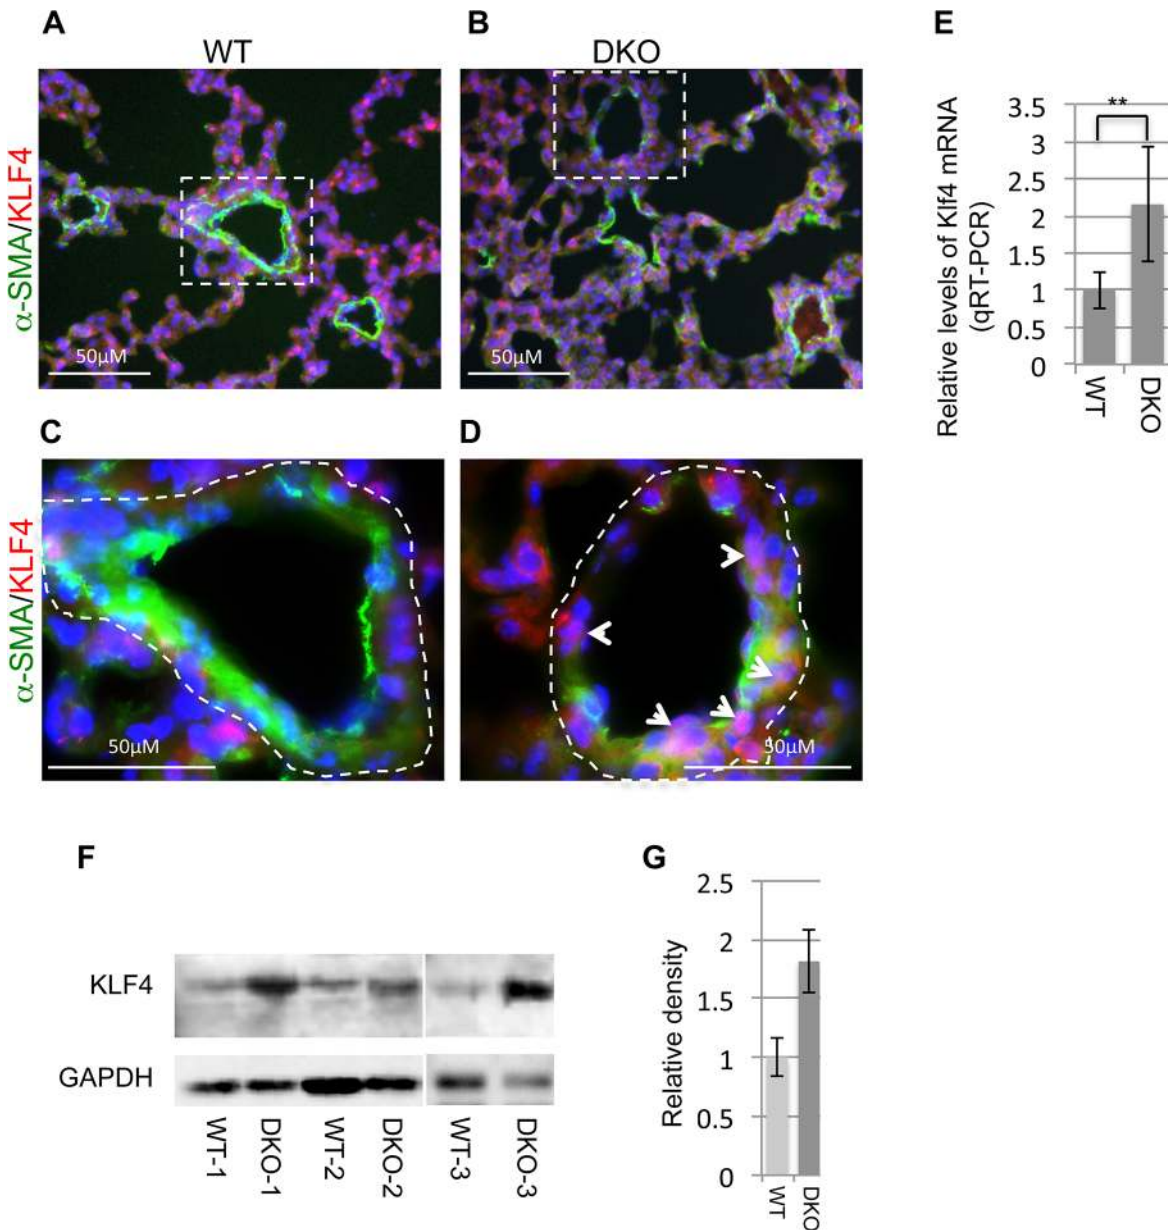 A
WT
B
DKO
α-SMA/KLF4
50µM
50µM
C
D
α-SMA/KLF4
50µM
50µM
E
Relative levels of Klf4 mRNA
(qRT-PCR)
**
3.5
3
2.5
2
1.5
1
0.5
0
WT
DKO
F
KLF4
GAPDH
WT-1
DKO-1
WT-2
DKO-2
WT-3
DKO-3
G
Relative density
2.5
2
1.5
1
0.5
0
WT
DKO